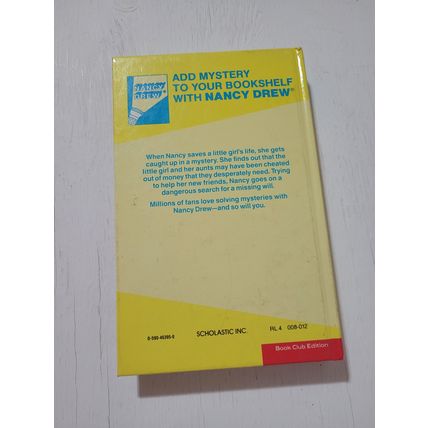 NANCY
DREW
ADD MYSTERY
TO YOUR BOOKSHELF
WITH NANCY DREW®
When Nancy saves a little girl's life, she gets
caught up in a mystery. She finds out that the
little girl and her aunts may have been cheated
out of money that they desperately need. Trying
to help her new friends, Nancy goes on a
dangerous search for a missing will.
Millions of fans love solving mysteries with
Nancy Drew—and so will you.
SCHOLASTIC INC.
RL 4 008-012
Book Club Edition